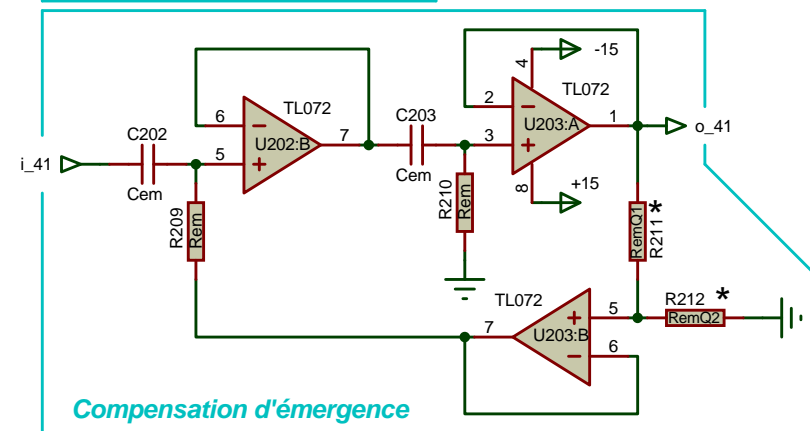 -15
4
TL072
2
1
U203:A
3
8
+15
o_41
TL072
6
7
U202:B
5
C202
Cem
i_41
C203
Cem
R209
Rem
R210
Rem
RemQ1
R211
*
TL072
5
7
U203:B
6
R212
*
RemQ2
Compensation d'émergence